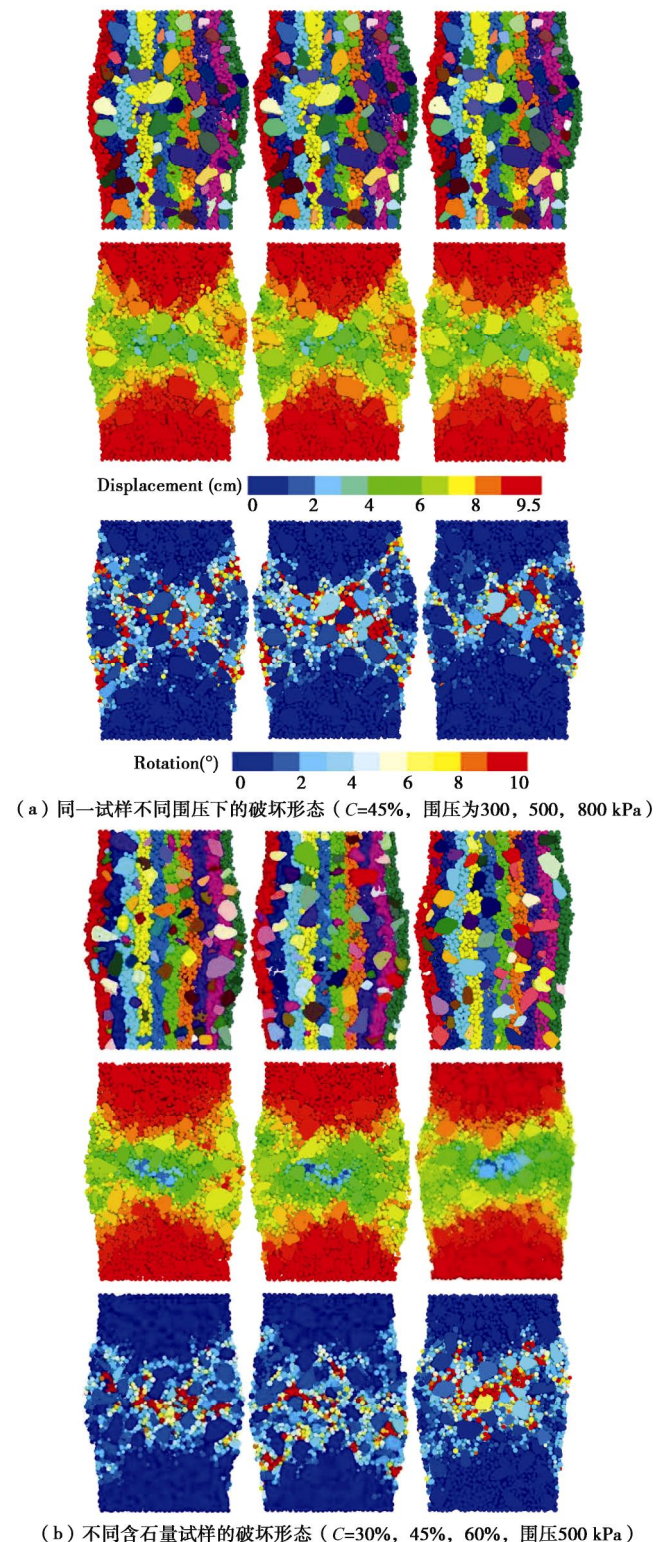 Displacement (cm)
0 2 4 6 8 9.5
Rotation(°)
0 2 4 6 8 10
(a) 同一试样不同围压下的破坏形态（C=45%，围压为300，500，800 kPa）
(b) 不同含石量试样的破坏形态（C=30%，45%，60%，围压500 kPa）